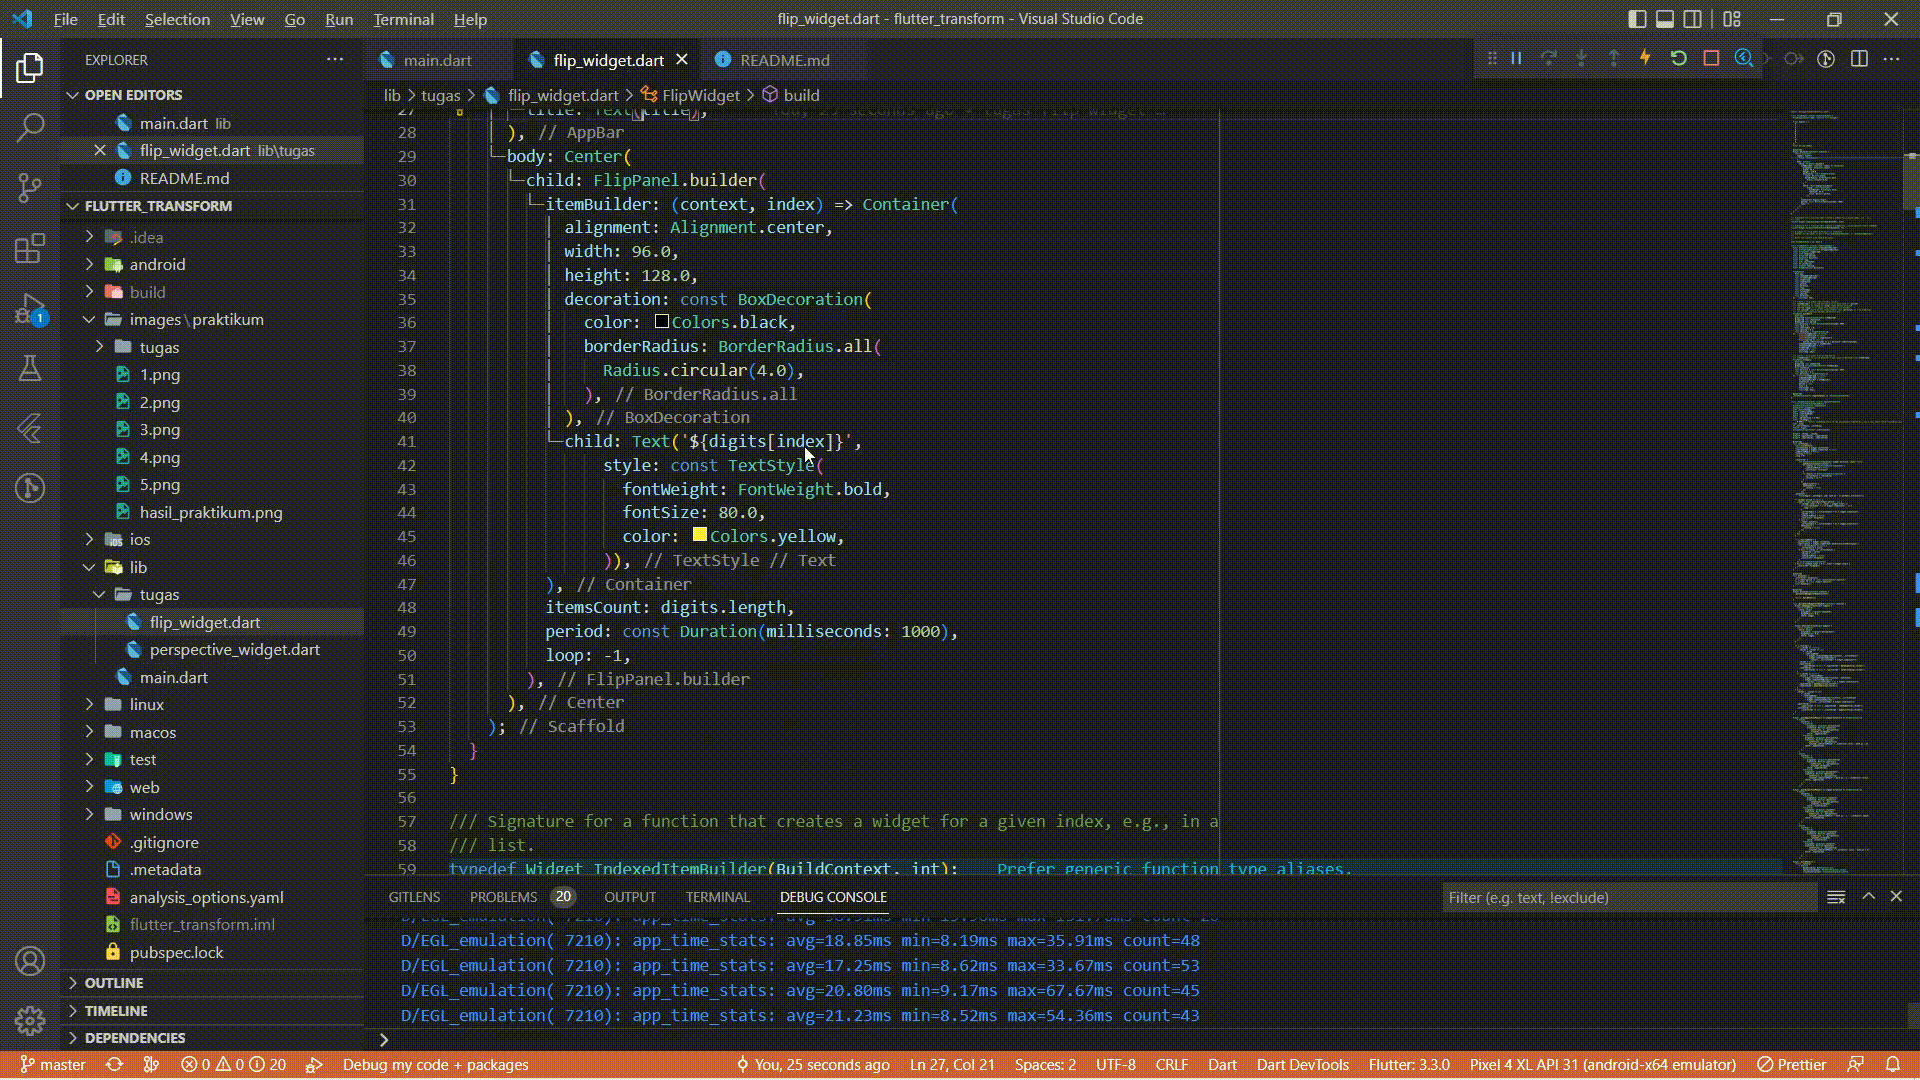 File Edit Selection View Go Run Terminal Help
flip_widget.dart - flutter_transform - Visual Studio Code
EXPLORER
OPEN EDITORS
main.dart lib
flip_widget.dart lib\tugas
README.md
FLUTTER_TRANSFORM
.idea
android
build
images\praktikum
tugas
1.png
2.png
3.png
4.png
5.png
hasil_praktikum.png
ios
lib
tugas
flip_widget.dart
perspective_widget.dart
main.dart
linux
macos
test
web
windows
.gitignore
.metadata
analysis_options.yaml
flutter_transform.iml
pubspec.lock
OUTLINE
TIMELINE
DEPENDENCIES
1
main.dart
flip_widget.dart
README.md
lib > tugas > flip_widget.dart > FlipWidget > build
27 title: Text(title), You, 25 seconds ago • tugas flip widget …
28 ), // AppBar
29 body: Center(
30 child: FlipPanel.builder(
31 itemBuilder: (context, index) => Container(
32 alignment: Alignment.center,
33 width: 96.0,
34 height: 128.0,
35 decoration: const BoxDecoration(
36 color: Colors.black,
37 borderRadius: BorderRadius.all(
38 Radius.circular(4.0),
39 ), // BorderRadius.all
40 ), // BoxDecoration
41 child: Text('${digits[index]}',
42 style: const TextStyle(
43 fontWeight: FontWeight.bold,
44 fontSize: 80.0,
45 color: Colors.yellow,
46 )), // TextStyle // Text
47 ), // Container
48 itemsCount: digits.length,
49 period: const Duration(milliseconds: 1000),
50 loop: -1,
51 ), // FlipPanel.builder
52 ), // Center
53 ); // Scaffold
54 }
55 }
56
57 /// Signature for a function that creates a widget for a given index, e.g., in a
58 /// list.
59 typedef Widget IndexedItemBuilder(BuildContext, int); Prefer generic function type aliases.
GITLENS PROBLEMS 20 OUTPUT TERMINAL DEBUG CONSOLE
Filter (e.g. text, !exclude)
D/EGL_emulation( 7210): app_time_stats: avg=18.85ms min=8.19ms max=35.91ms count=48
D/EGL_emulation( 7210): app_time_stats: avg=17.25ms min=8.62ms max=33.67ms count=53
D/EGL_emulation( 7210): app_time_stats: avg=20.80ms min=9.17ms max=67.67ms count=45
D/EGL_emulation( 7210): app_time_stats: avg=21.23ms min=8.52ms max=54.36ms count=43
>
master 0 0 20 Debug my code + packages You, 25 seconds ago Ln 27, Col 21 Spaces: 2 UTF-8 CRLF Dart Dart DevTools Flutter: 3.3.0 Pixel 4 XL API 31 (android-x64 emulator) Prettier